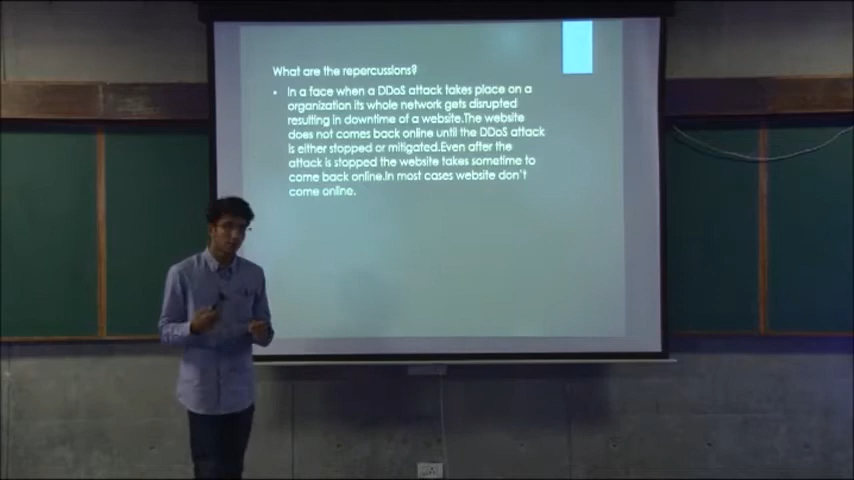 What are the repercussions?
• In a face when a DDoS attack takes place on a
organization its whole network gets disrupted
resulting in downtime of a website.The website
does not comes back online until the DDoS attack
is either stopped or mitigated.Even after the
attack is stopped the website takes sometime to
come back online.In most cases website don't
come online.